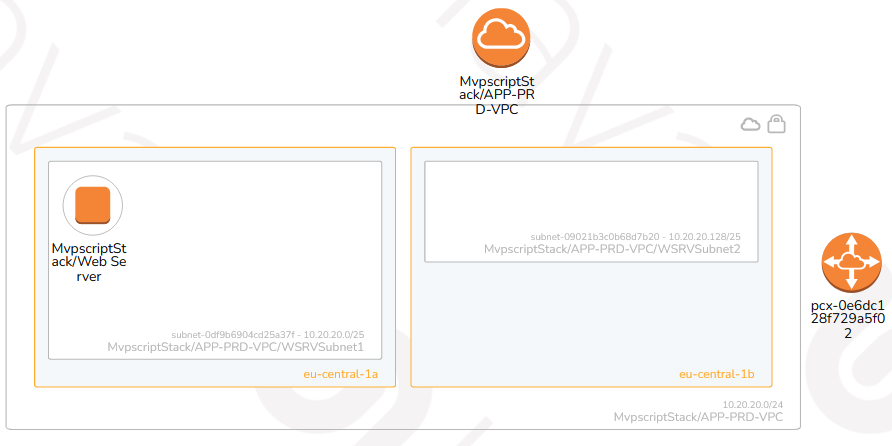 MvpscriptSt
ack/APP-PR
D-VPC
MvpscriptSt
ack/Web Se
rver
subnet-0df9b6904cd25a37f - 10.20.20.0/25
MvpscriptStack/APP-PRD-VPC/WSRVSubnet1
eu-central-1a
subnet-09021b3c0b68d7b20 - 10.20.20.128/25
MvpscriptStack/APP-PRD-VPC/WSRVSubnet2
eu-central-1b
10.20.20.0/24
MvpscriptStack/APP-PRD-VPC
pcx-0e6dc1
28f729a5f0
2